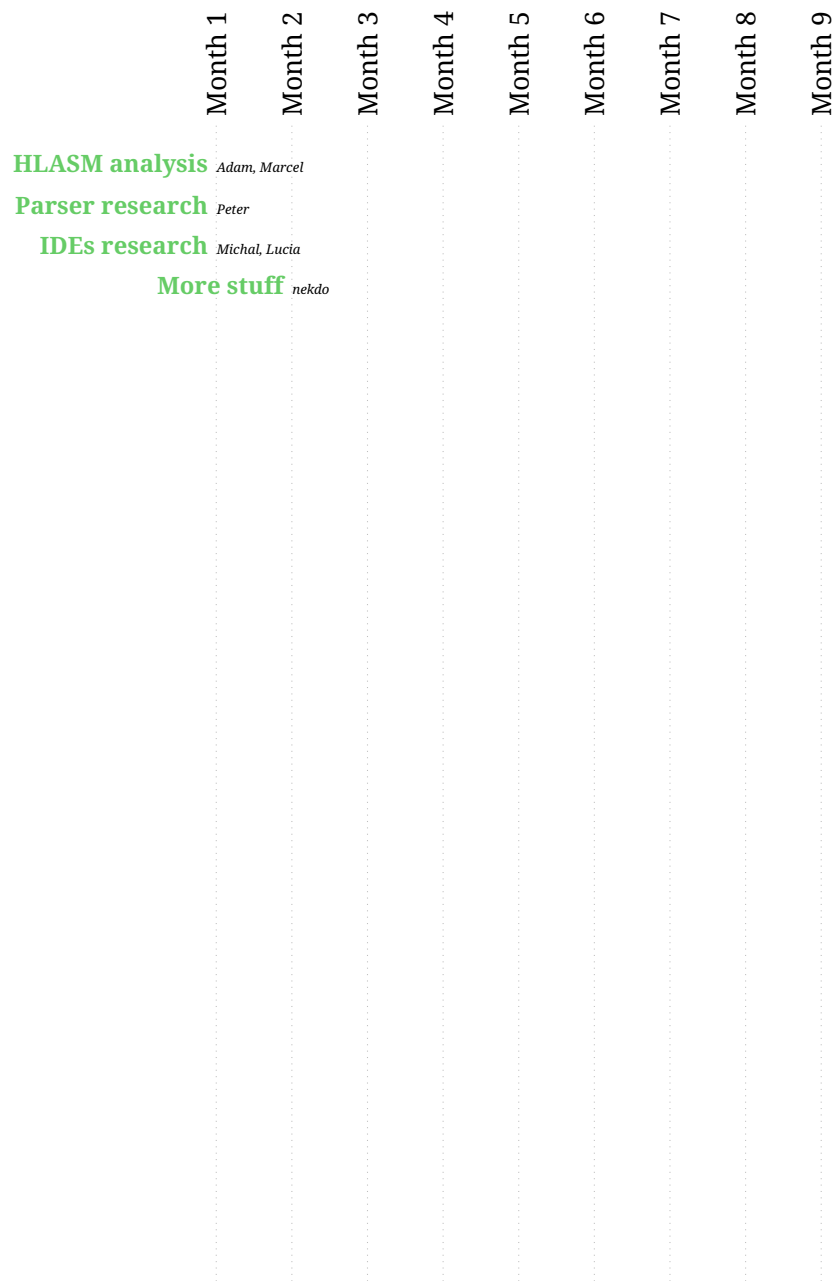 Month 1
Month 2
Month 3
Month 4
Month 5
Month 6
Month 7
Month 8
Month 9
HLASM analysis Adam, Marcel
Parser research Peter
IDEs research Michal, Lucia
More stuff nekdo